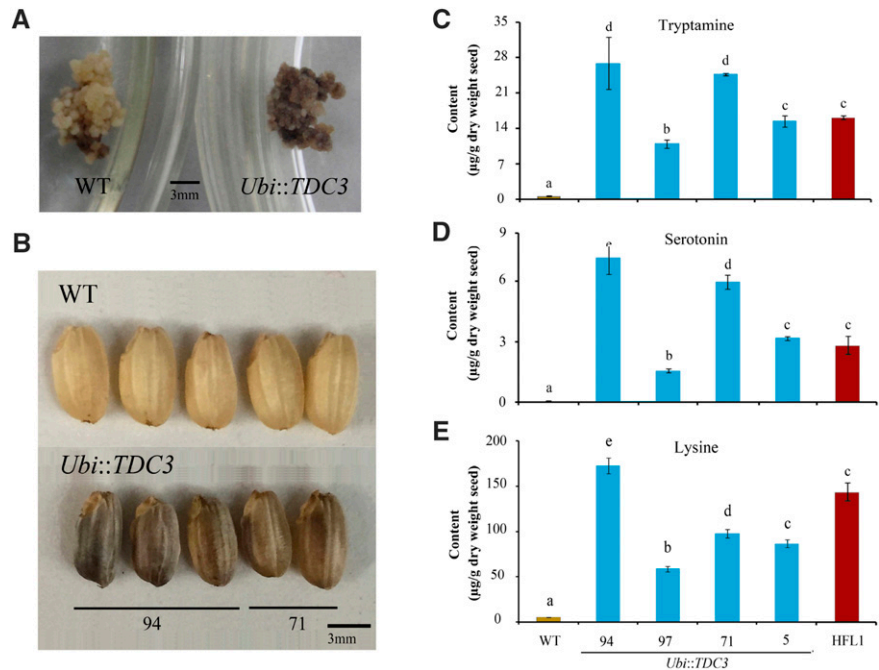 A
WT
3mm
Ubi::TDC3
B
WT
Ubi::TDC3
94
71
3mm
C
Tryptamine
Content
(µg/g dry weight seed)
35
28
21
14
7
0
a
d
b
d
c
c
D
Serotonin
Content
(µg/g dry weight seed)
9
6
3
0
a
e
b
d
c
c
E
Lysine
Content
(µg/g dry weight seed)
200
150
100
50
0
a
e
b
d
c
c
WT
94
97
71
5
HFL1
Ubi::TDC3